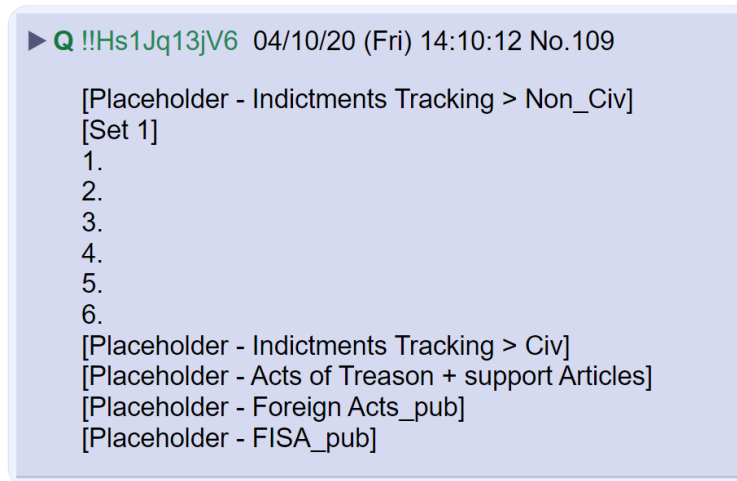 ▶ Q !!Hs1Jq13jV6 04/10/20 (Fri) 14:10:12 No.109
[Placeholder - Indictments Tracking > Non_Civ]
[Set 1]
1.
2.
3.
4.
5.
6.
[Placeholder - Indictments Tracking > Civ]
[Placeholder - Acts of Treason + support Articles]
[Placeholder - Foreign Acts_pub]
[Placeholder - FISA_pub]